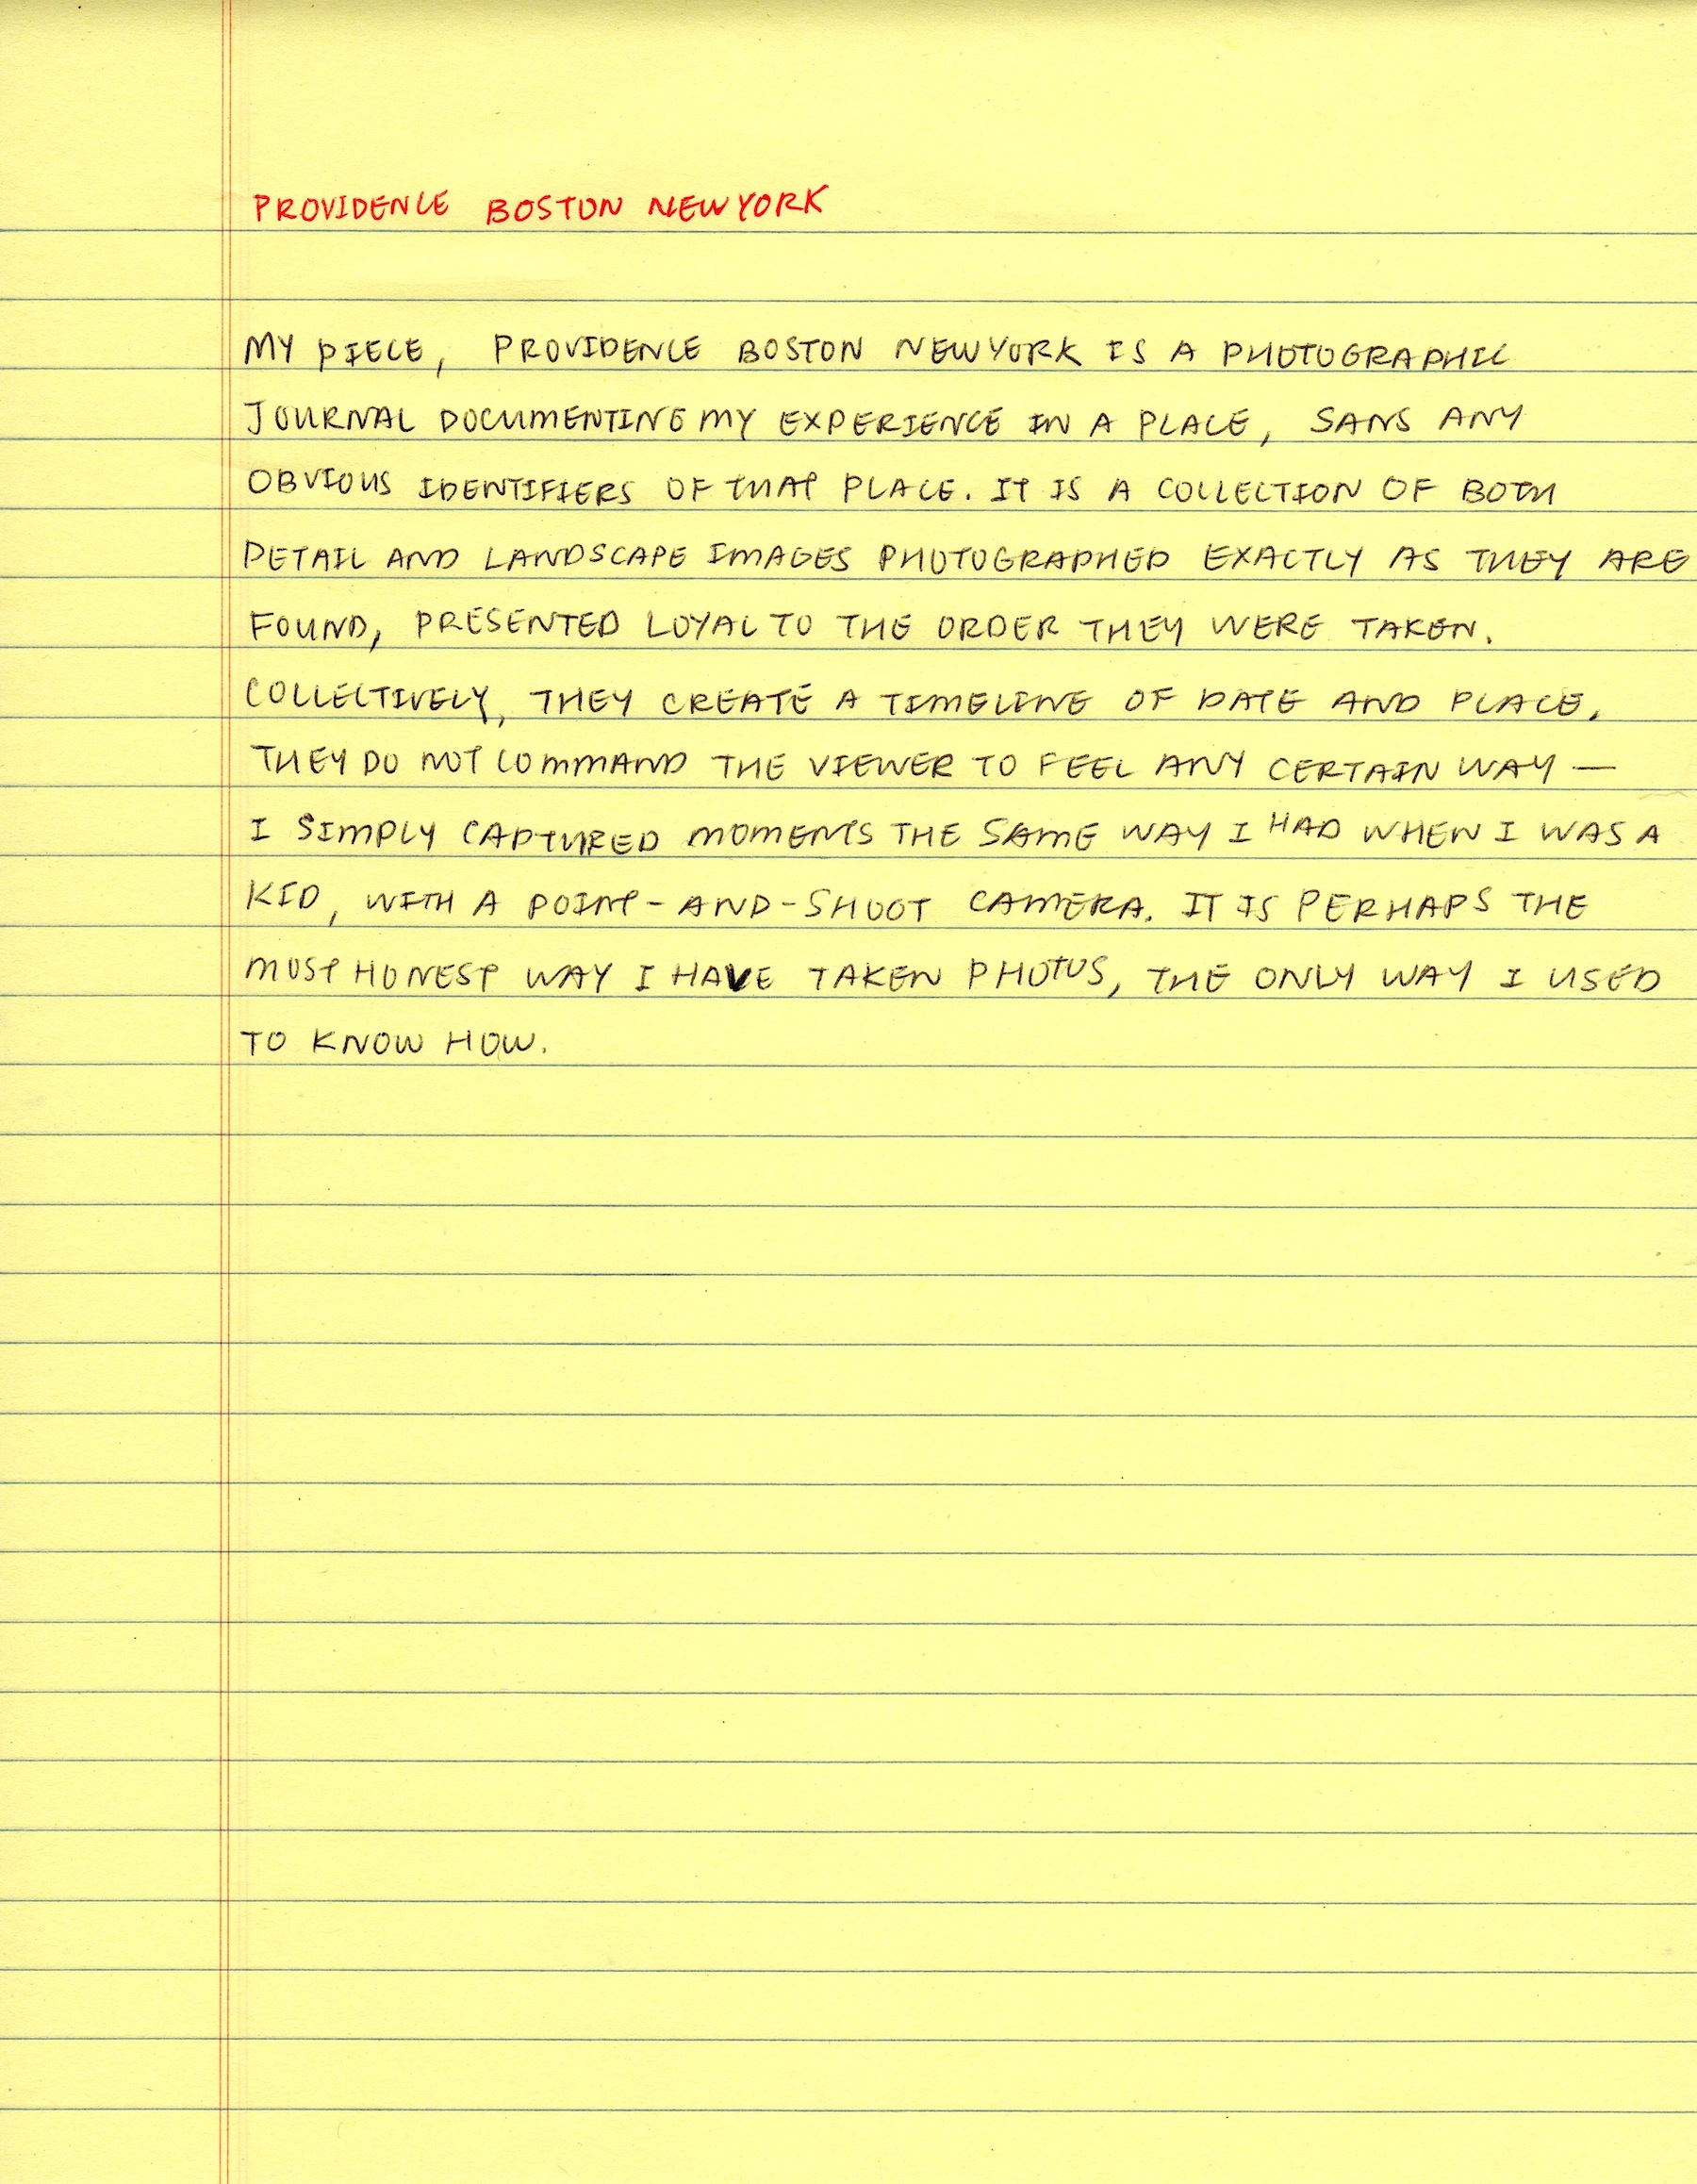 PROVIDENCE BOSTON NEW YORK
MY PIECE, PROVIDENCE BOSTON NEW YORK IS A PHOTOGRAPHIC
JOURNAL DOCUMENTING MY EXPERIENCE IN A PLACE, SANS ANY
OBVIOUS IDENTIFIERS OF THAT PLACE. IT IS A COLLECTION OF BOTH
DETAIL AND LANDSCAPE IMAGES PHOTOGRAPHED EXACTLY AS THEY ARE
FOUND, PRESENTED LOYAL TO THE ORDER THEY WERE TAKEN.
COLLECTIVELY, THEY CREATE A TIMELINE OF DATE AND PLACE.
THEY DO NOT COMMAND THE VIEWER TO FEEL ANY CERTAIN WAY —
I SIMPLY CAPTURED MOMENTS THE SAME WAY I HAD WHEN I WAS A
KID, WITH A POINT-AND-SHOOT CAMERA. IT IS PERHAPS THE
MOST HONEST WAY I HAVE TAKEN PHOTOS, THE ONLY WAY I USED
TO KNOW HOW.